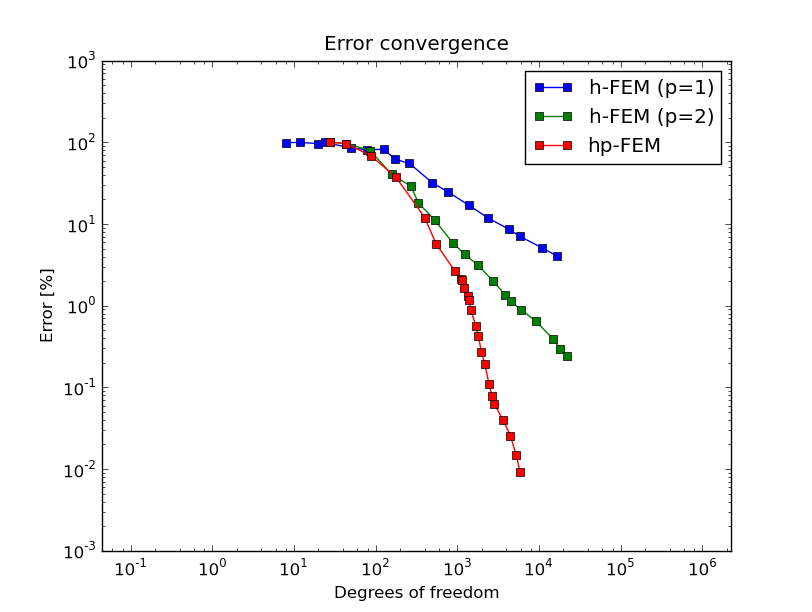 Error convergence
10^3
10^2
10^1
10^0
10^-1
10^-2
10^-3
Error [%]
h-FEM (p=1)
h-FEM (p=2)
hp-FEM
10^-1 10^0 10^1 10^2 10^3 10^4 10^5 10^6
Degrees of freedom